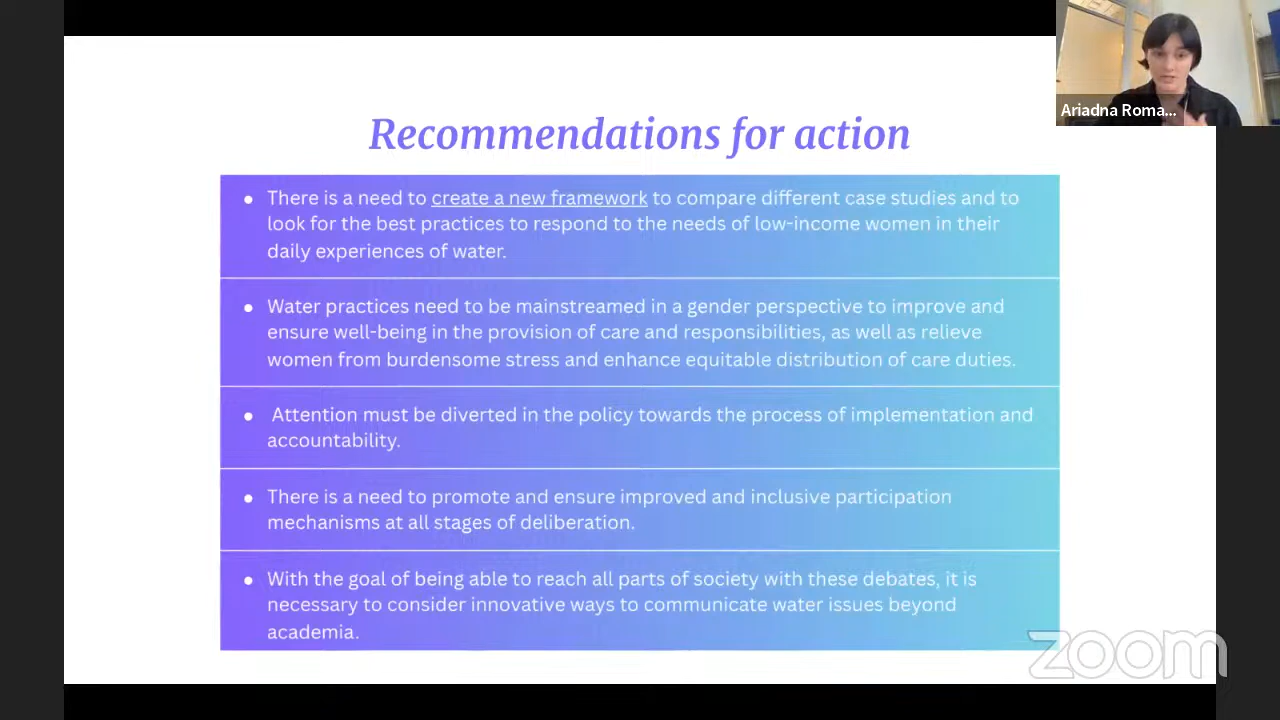 Ariadna Roma...
Recommendations for action
• There is a need to create a new framework to compare different case studies and to
look for the best practices to respond to the needs of low-income women in their
daily experiences of water.
• Water practices need to be mainstreamed in a gender perspective to improve and
ensure well-being in the provision of care and responsibilities, as well as relieve
women from burdensome stress and enhance equitable distribution of care duties.
• Attention must be diverted in the policy towards the process of implementation and
accountability.
• There is a need to promote and ensure improved and inclusive participation
mechanisms at all stages of deliberation.
• With the goal of being able to reach all parts of society with these debates, it is
necessary to consider innovative ways to communicate water issues beyond
academia.
zoom